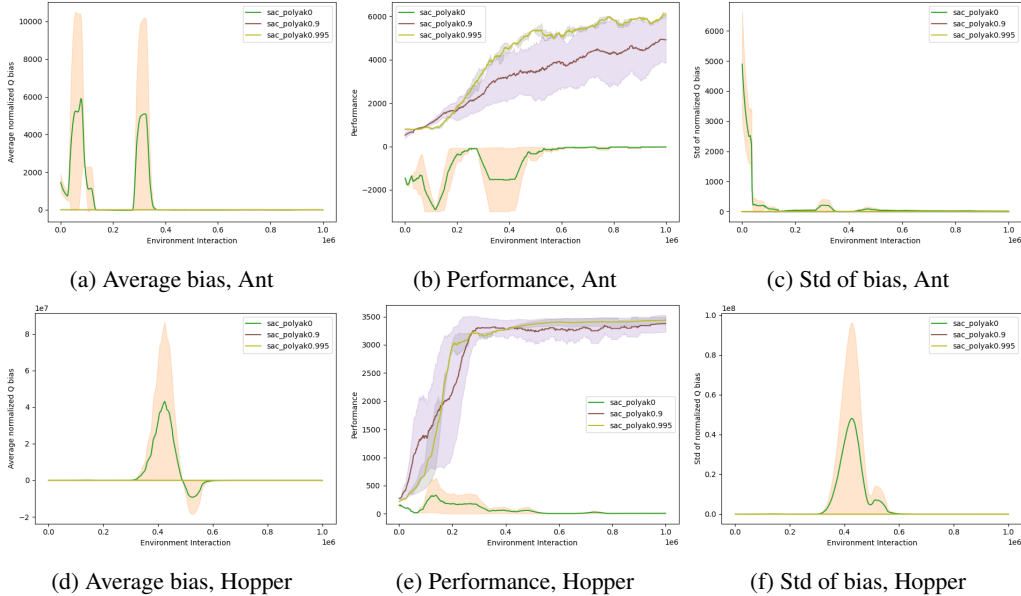 sac_polyak0
sac_polyak0.9
sac_polyak0.995
Average normalized Q bias
10000
8000
6000
4000
2000
0
0.0 0.2 0.4 0.6 0.8 1.0
1e6
Environment Interaction
(a) Average bias, Ant
sac_polyak0
sac_polyak0.9
sac_polyak0.995
Performance
6000
4000
2000
0
−2000
0.0 0.2 0.4 0.6 0.8 1.0
1e6
Environment Interaction
(b) Performance, Ant
sac_polyak0
sac_polyak0.9
sac_polyak0.995
Std of normalized Q bias
6000
5000
4000
3000
2000
1000
0
0.0 0.2 0.4 0.6 0.8 1.0
1e6
Environment Interaction
(c) Std of bias, Ant
1e7
sac_polyak0
sac_polyak0.9
sac_polyak0.995
Average normalized Q bias
8
6
4
2
0
−2
0.0 0.2 0.4 0.6 0.8 1.0
1e6
Environment Interaction
(d) Average bias, Hopper
Performance
3500
3000
2500
2000
1500
1000
500
0
sac_polyak0
sac_polyak0.9
sac_polyak0.995
0.0 0.2 0.4 0.6 0.8 1.0
1e6
Environment Interaction
(e) Performance, Hopper
1e8
sac_polyak0
sac_polyak0.9
sac_polyak0.995
Std of normalized Q bias
1.0
0.8
0.6
0.4
0.2
0.0
0.0 0.2 0.4 0.6 0.8 1.0
1e6
Environment Interaction
(f) Std of bias, Hopper